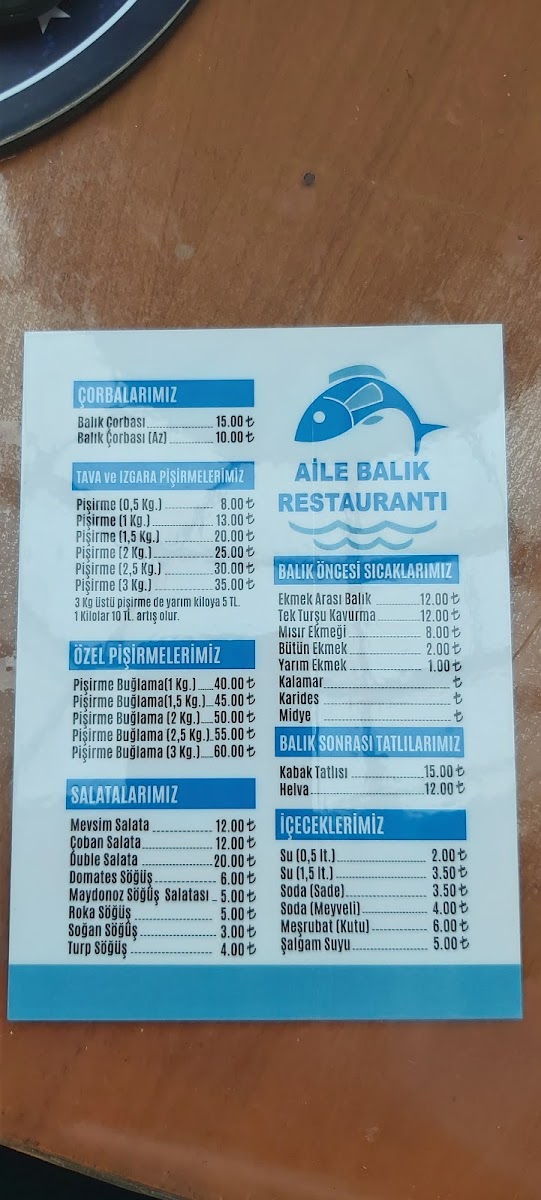 ÇORBALARIMIZ
Balık Çorbası 15.00 ₺
Balık Çorbası (Az) 10.00 ₺
TAVA ve IZGARA PİŞİRMELERİMİZ
Pişirme (0,5 Kg.) 8.00 ₺
Pişirme (1 Kg.) 13.00 ₺
Pişirme (1,5 Kg.) 20.00 ₺
Pişirme (2 Kg.) 25.00 ₺
Pişirme (2,5 Kg.) 30.00 ₺
Pişirme (3 Kg.) 35.00 ₺
3 Kg üstü pişirme de yarım kiloya 5 TL.
1 Kilolar 10 TL. artış olur.
ÖZEL PİŞİRMELERİMİZ
Pişirme Buğlama(1 Kg.) 40.00 ₺
Pişirme Buğlama(1,5 Kg.) 45.00 ₺
Pişirme Buğlama (2 Kg.) 50.00 ₺
Pişirme Buğlama (2,5 Kg.) 55.00 ₺
Pişirme Buğlama (3 Kg.) 60.00 ₺
SALATALARIMIZ
Mevsim Salata 12.00 ₺
Çoban Salata 12.00 ₺
Duble Salata 20.00 ₺
Domates Söğüş 6.00 ₺
Maydonoz Söğüş Salatası 5.00 ₺
Roka Söğüş 5.00 ₺
Soğan Söğüş 3.00 ₺
Turp Söğüş 4.00 ₺
AİLE BALIK
RESTAURANTI
BALIK ÖNCESİ SICAKLARIMIZ
Ekmek Arası Balık 12.00 ₺
Tek Turşu Kavurma 12.00 ₺
Mısır Ekmeği 8.00 ₺
Bütün Ekmek 2.00 ₺
Yarım Ekmek 1.00 ₺
Kalamar ₺
Karides ₺
Midye ₺
BALIK SONRASI TATLILARIMIZ
Kabak Tatlısı 15.00 ₺
Helva 12.00 ₺
İÇECEKLERİMİZ
Su (0,5 lt.) 2.00 ₺
Su (1,5 lt.) 3.50 ₺
Soda (Sade) 3.50 ₺
Soda (Meyveli) 4.00 ₺
Meşrubat (Kutu) 6.00 ₺
Şalgam Suyu 5.00 ₺